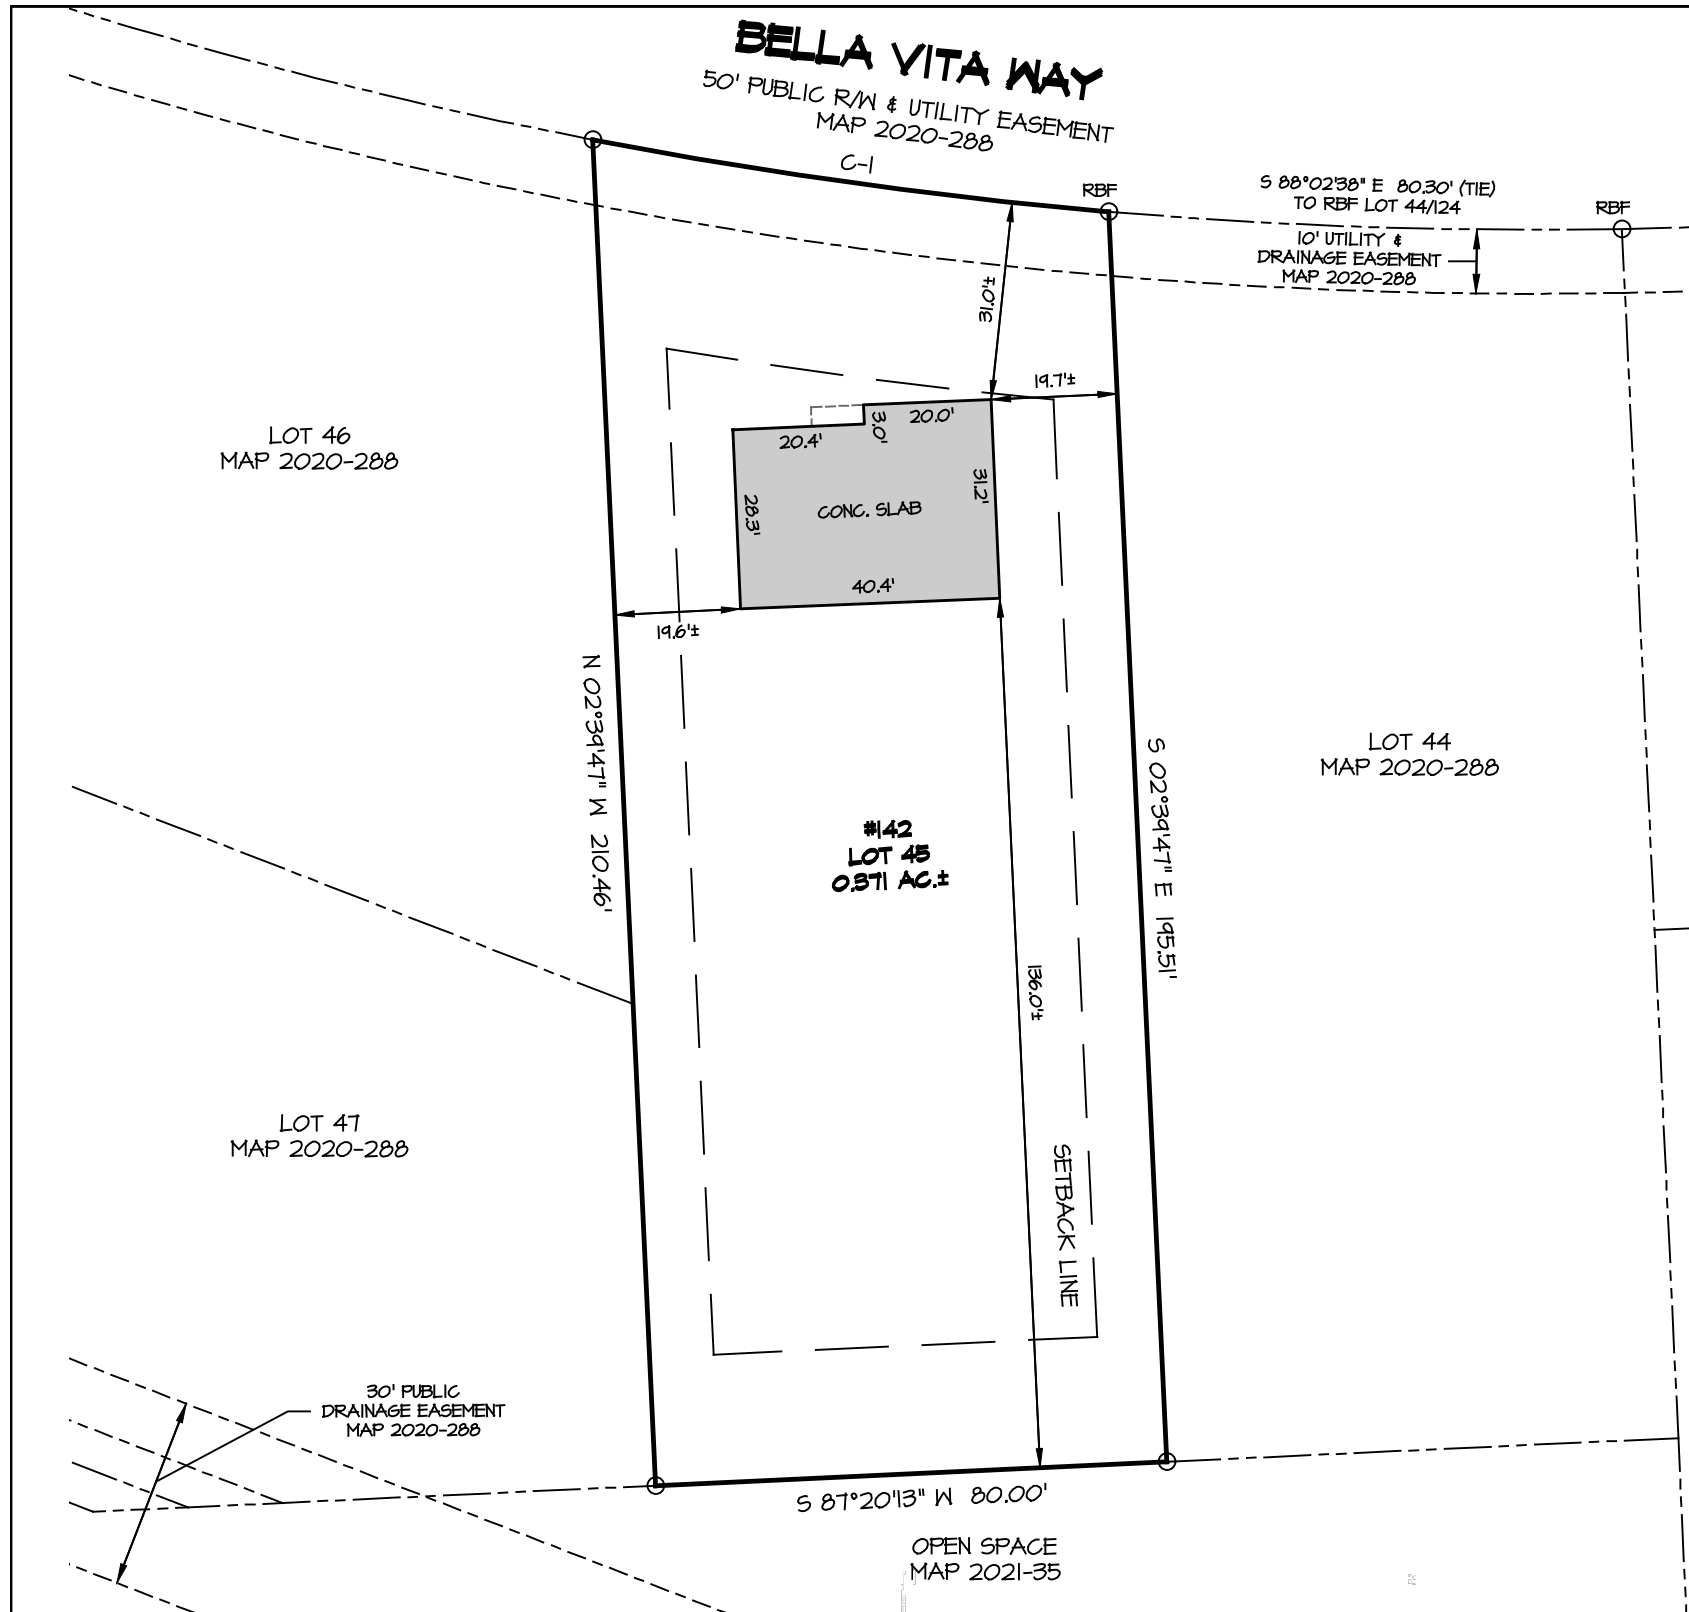 BELLA VITA WAY
50' PUBLIC R/W & UTILITY EASEMENT
MAP 2020-288
C-1
RBF
S 88°02'38" E 80.30' (TIE)
TO RBF LOT 44/124
RBF
10' UTILITY &
DRAINAGE EASEMENT
MAP 2020-288
31.0'±
19.7'±
20.4'
3.0'
20.0'
LOT 46
MAP 2020-288
28.3'
31.2'
CONC. SLAB
40.4'
19.6'±
N 02°39'47" W 210.46'
S 02°39'47" E 195.51'
LOT 44
MAP 2020-288
#142
LOT 45
0.371 AC.±
136.0'±
LOT 47
MAP 2020-288
SETBACK LINE
30' PUBLIC
DRAINAGE EASEMENT
MAP 2020-288
S 87°20'13" W 80.00'
OPEN SPACE
MAP 2021-35